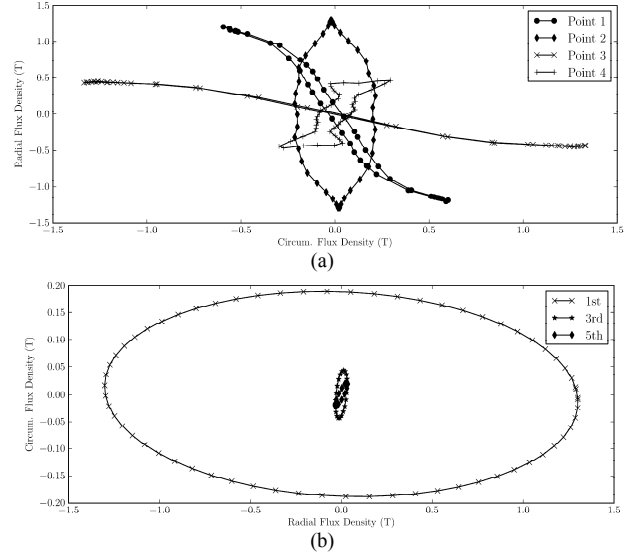 1.5
1.0
0.5
0.0
−0.5
−1.0
−1.5
Eadial Flux Density (T)
−1.5 −1.0 −0.5 0.0 0.5 1.0 1.5
Circum. Flux Density (T)
Point 1
Point 2
Point 3
Point 4
(a)
0.20
0.15
0.10
0.05
0.00
−0.05
−0.10
−0.15
−0.20
Circum. Flux Density (T)
−1.5 −1.0 −0.5 0.0 0.5 1.0 1.5
Radial Flux Density (T)
1st
3rd
5th
(b)